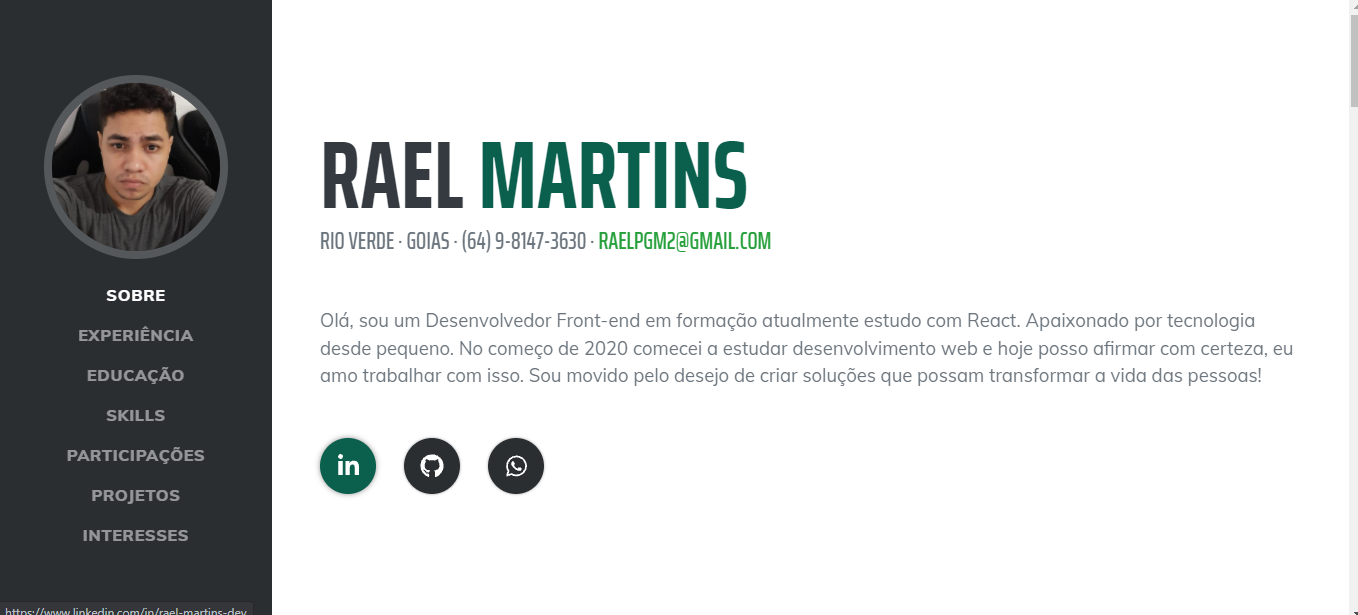 SOBRE
EXPERIÊNCIA
EDUCAÇÃO
SKILLS
PARTICIPAÇÕES
PROJETOS
INTERESSES
https://www.linkedin.com/in/rael-martins-dev
RAEL MARTINS
RIO VERDE · GOIAS · (64) 9-8147-3630 · RAELPGM2@GMAIL.COM
Olá, sou um Desenvolvedor Front-end em formação atualmente estudo com React. Apaixonado por tecnologia
desde pequeno. No começo de 2020 comecei a estudar desenvolvimento web e hoje posso afirmar com certeza, eu
amo trabalhar com isso. Sou movido pelo desejo de criar soluções que possam transformar a vida das pessoas!
in